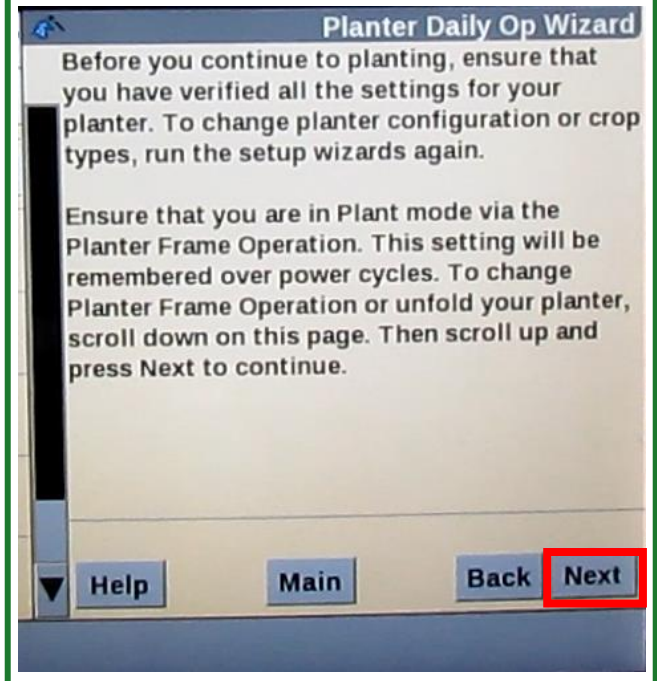 Planter Daily Op Wizard
Before you continue to planting, ensure that
you have verified all the settings for your
planter. To change planter configuration or crop
types, run the setup wizards again.
Ensure that you are in Plant mode via the
Planter Frame Operation. This setting will be
remembered over power cycles. To change
Planter Frame Operation or unfold your planter,
scroll down on this page. Then scroll up and
press Next to continue.
Help Main Back Next